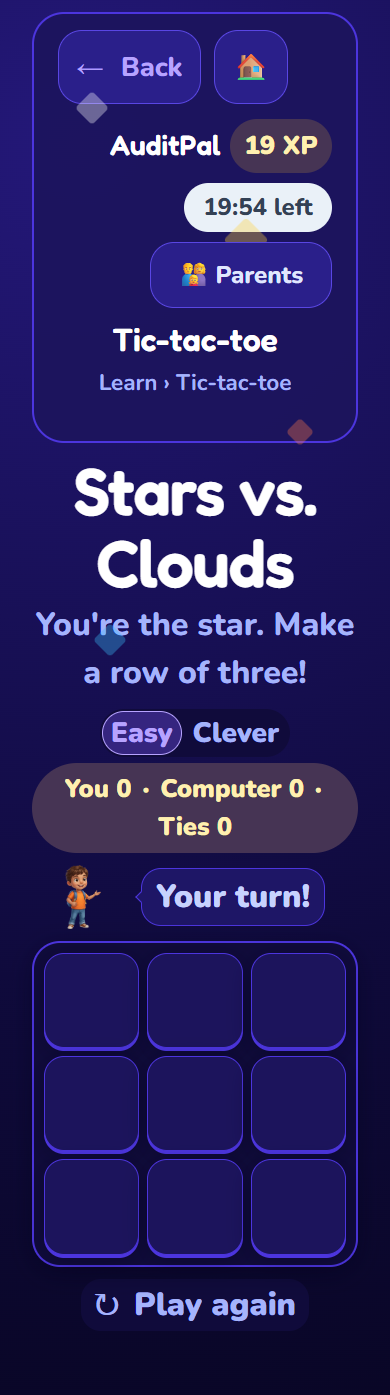 ← Back
AuditPal 19 XP
19:54 left
Parents
Tic-tac-toe
Learn › Tic-tac-toe
Stars vs.
Clouds
You're the star. Make
a row of three!
Easy Clever
You 0 · Computer 0 ·
Ties 0
Your turn!
↻ Play again